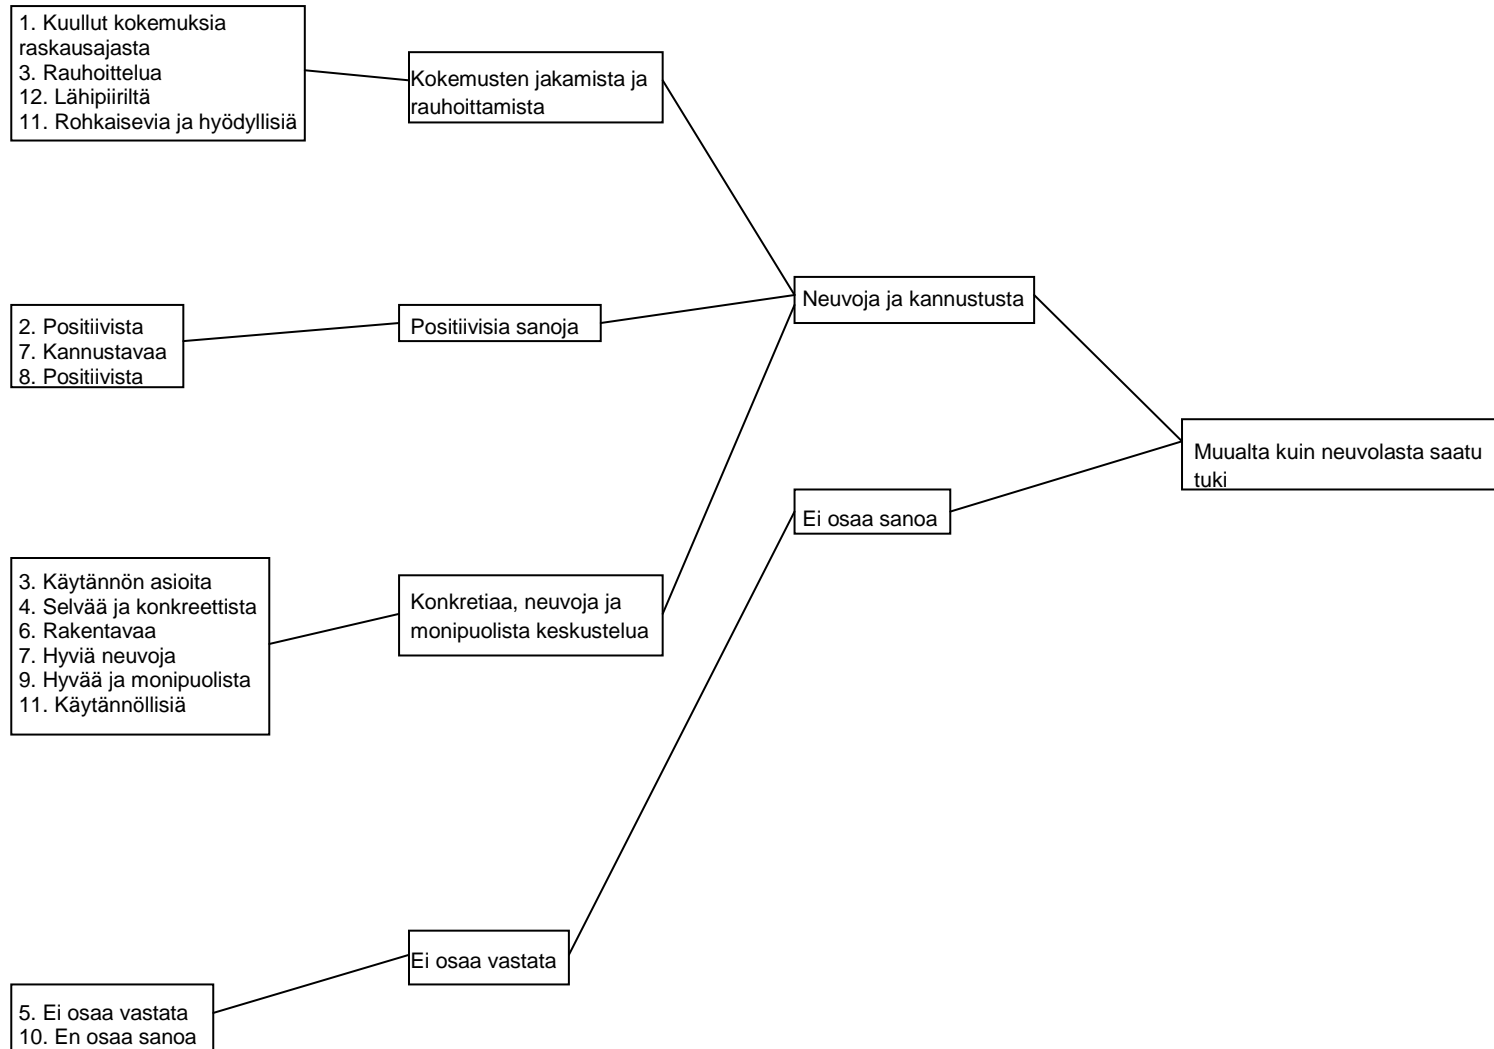 1. Kuullut kokemuksia
raskausajasta
3. Rauhoittelua
12. Lähipiiriltä
11. Rohkaisevia ja hyödyllisiä
Kokemusten jakamista ja
rauhoittamista
2. Positiivista
7. Kannustavaa
8. Positiivista
Positiivisia sanoja
Neuvoja ja kannustusta
Muualta kuin neuvolasta saatu
tuki
Ei osaa sanoa
3. Käytännön asioita
4. Selvää ja konkreettista
6. Rakentavaa
7. Hyviä neuvoja
9. Hyvää ja monipuolista
11. Käytännöllisiä
Konkretiaa, neuvoja ja
monipuolista keskustelua
Ei osaa vastata
5. Ei osaa vastata
10. En osaa sanoa